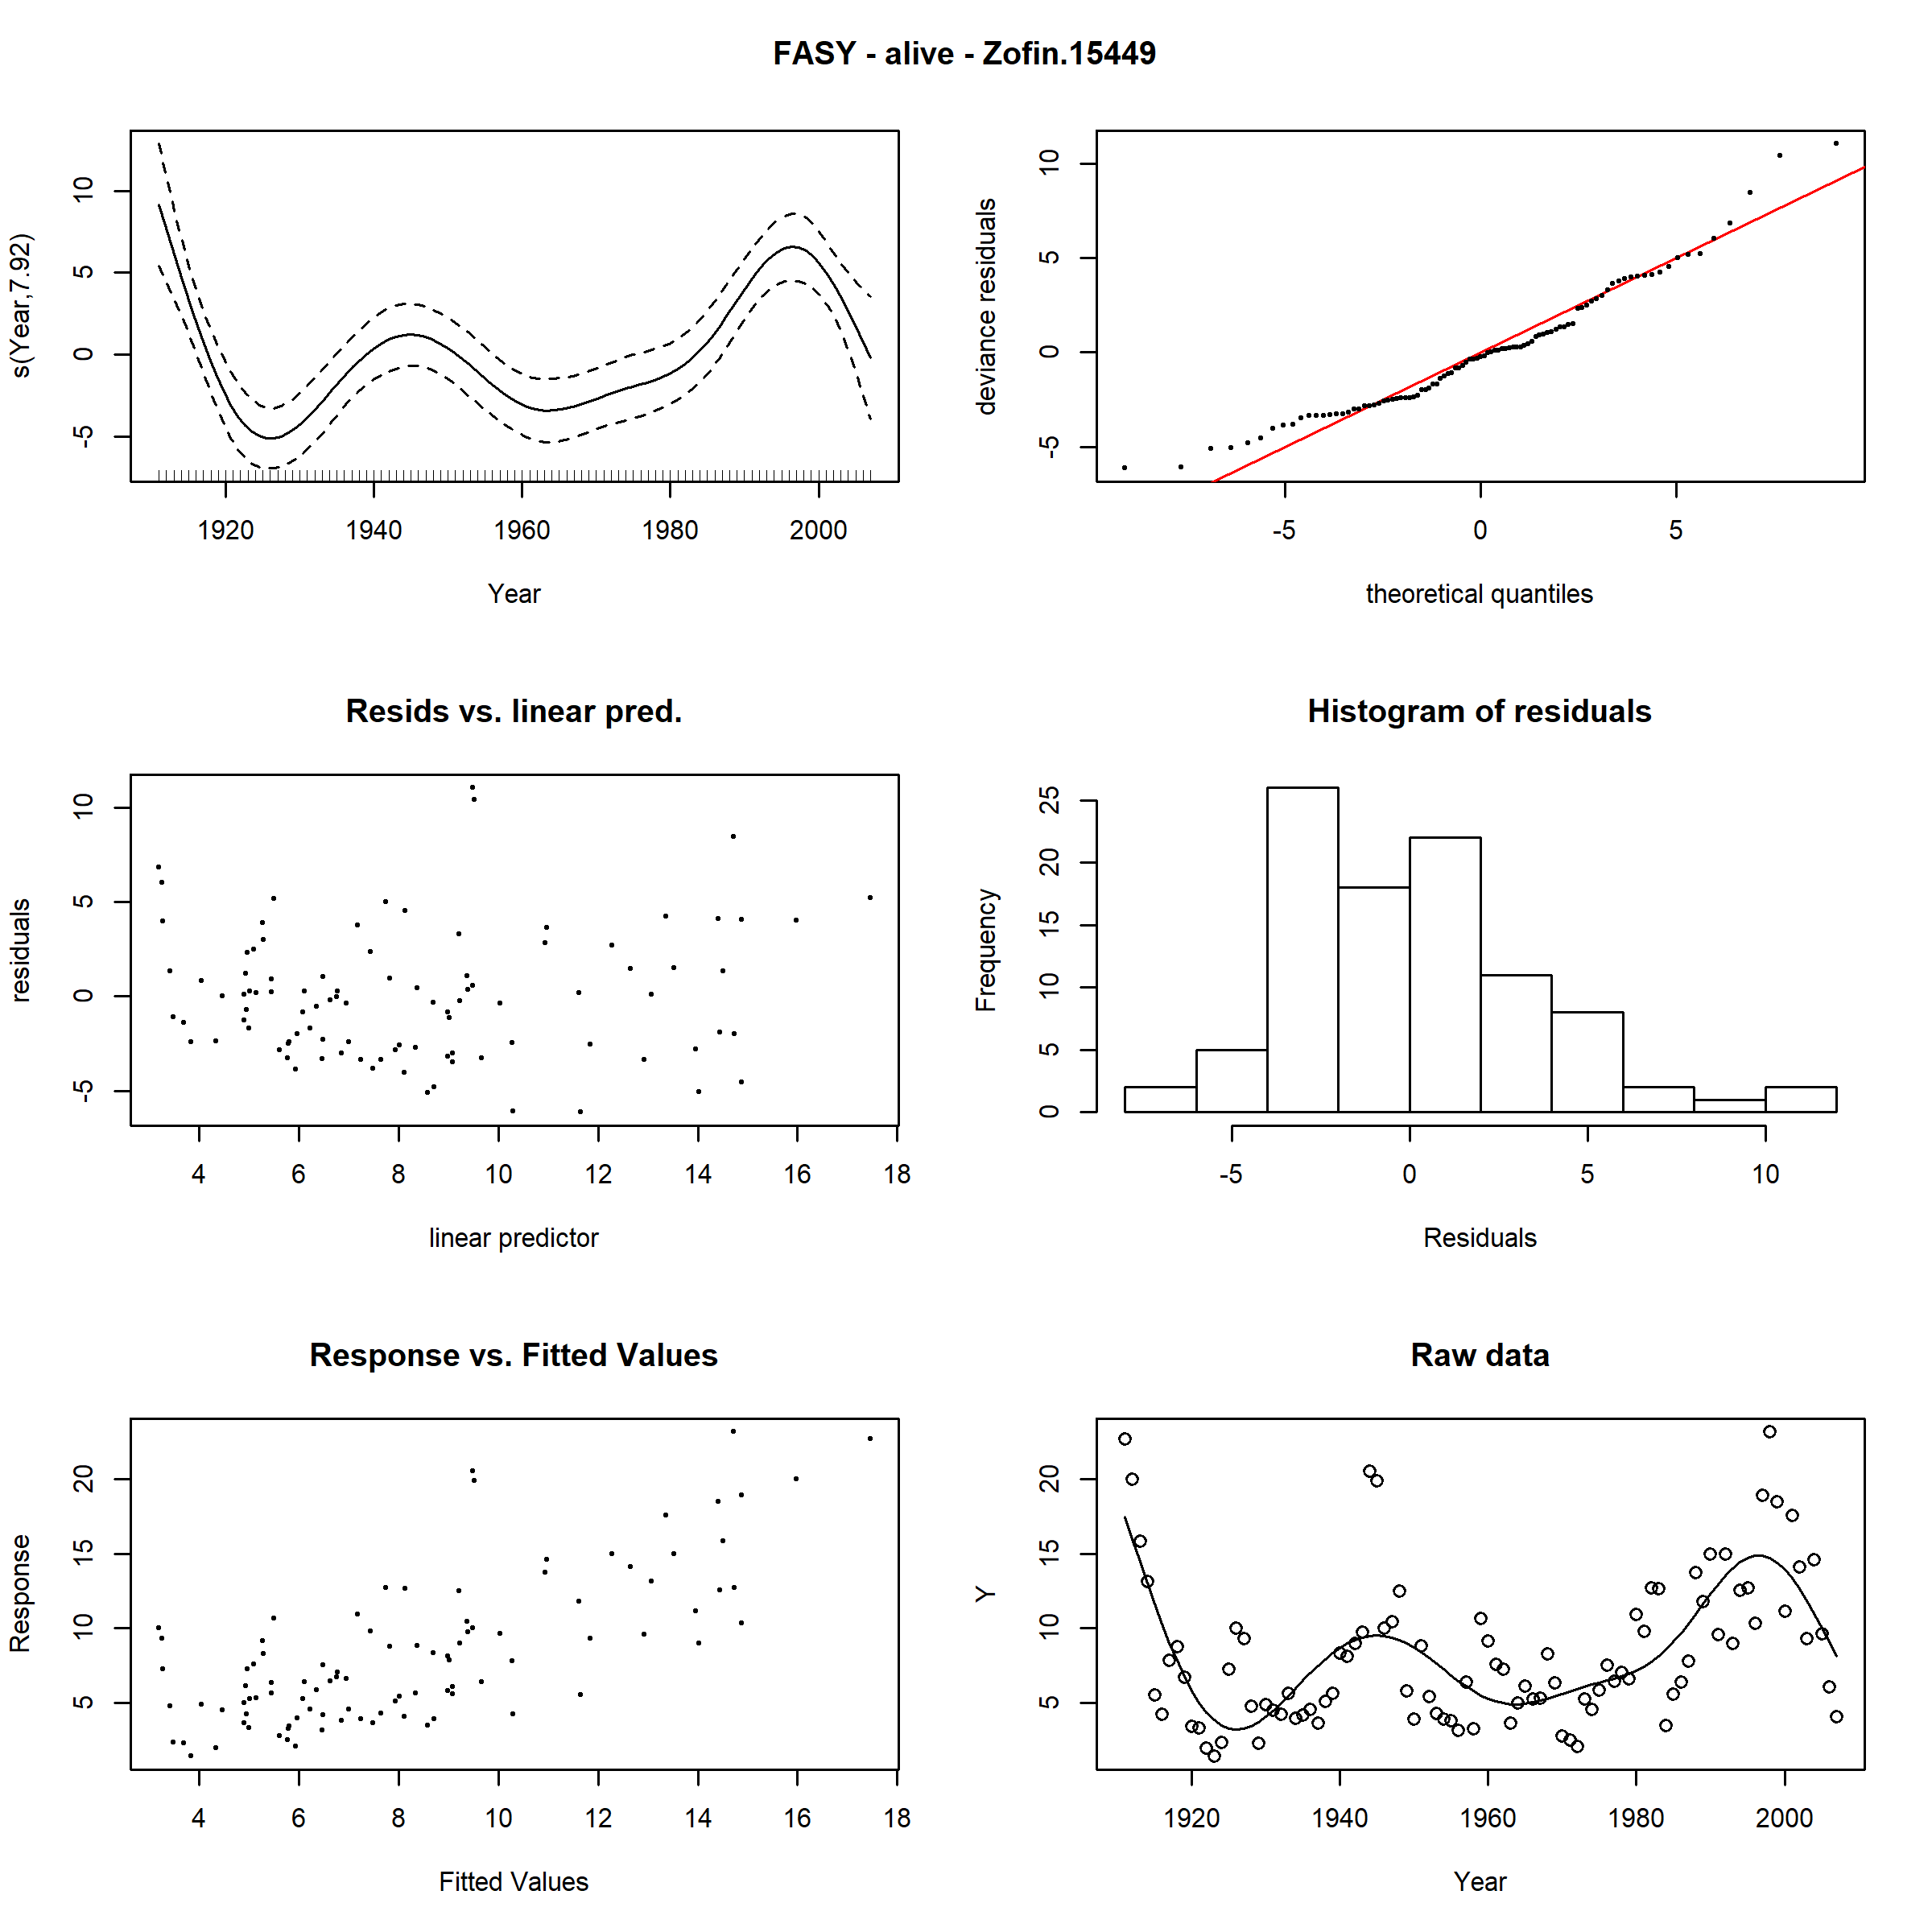 FASY - alive - Zofin.15449
s(Year,7.92)
10
5
0
-5
1920 1940 1960 1980 2000
Year
deviance residuals
10
5
0
-5
-5 0 5
theoretical quantiles
Resids vs. linear pred.
residuals
10
5
0
-5
4 6 8 10 12 14 16 18
linear predictor
Histogram of residuals
Frequency
25
20
15
10
5
0
-5 0 5 10
Residuals
Response vs. Fitted Values
Response
20
15
10
5
4 6 8 10 12 14 16 18
Fitted Values
Raw data
Y
20
15
10
5
1920 1940 1960 1980 2000
Year